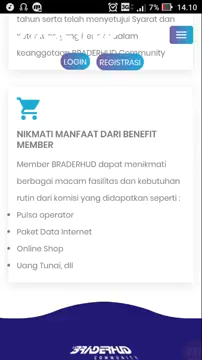 7% 14.10
tahun serta telah menyetujui Syarat dan
dalam
keanggotaan BRADERHUD Community
LOGIN REGISTRASI
NIKMATI MANFAAT DARI BENEFIT
MEMBER
Member BRADERHUD dapat menikmati
berbagai macam fasilitas dan kebutuhan
rutin dari komisi yang didapatkan seperti :
Pulsa operator
Paket Data Internet
Online Shop
Uang Tunai, dll
BRADERHUD
COMMUNITY